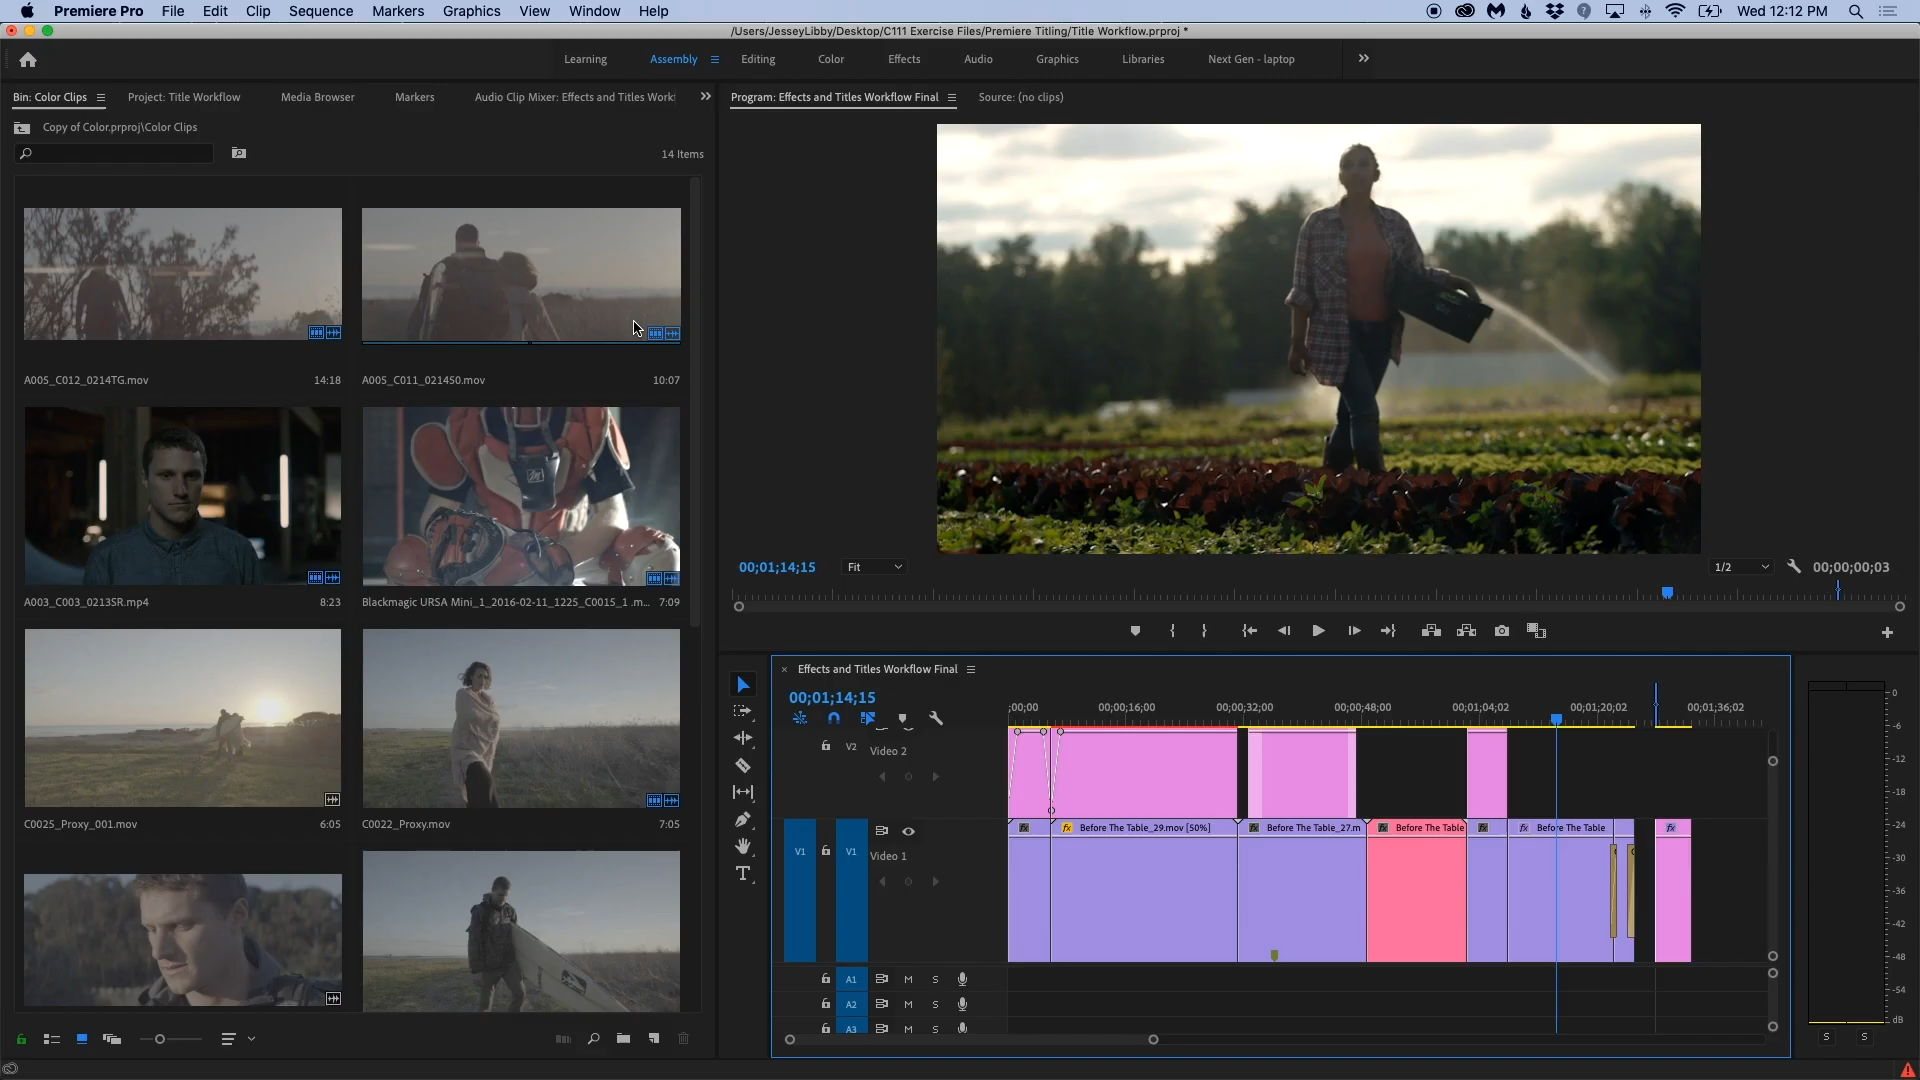 Premiere Pro File Edit Clip Sequence Markers Graphics View Window Help Wed 12:12 PM
/Users/JesseyLibby/Desktop/C111 Exercise Files/Premiere Titling/Title Workflow.prproj *
Learning Assembly Editing Color Effects Audio Graphics Libraries Next Gen - laptop
Bin: Color Clips Project: Title Workflow Media Browser Markers Audio Clip Mixer: Effects and Titles Work
Program: Effects and Titles Workflow Final Source: (no clips)
Copy of Color.prproj\Color Clips
14 Items
A005_C012_0214TG.mov 14:18 A005_C011_021450.mov 10:07
A003_C003_0213SR.mp4 8:23 Blackmagic URSA Mini_1_2016-02-11_1225_C0015_1 .m... 7:09
C0025_Proxy_001.mov 6:05 C0022_Proxy.mov 7:05
00;01;14;15 Fit 1/2 00;00;00;03
Effects and Titles Workflow Final
00;01;14;15
;00;00 00;00;16;00 00;00;32;00 00;00;48;00 00;01;04;02 00;01;20;02 00;01;36;02
V2 Video 2
fx fx Before The Table_29.mov [50%] fx Before The Table_27.m fx Before The Table fx fx Before The Table fx
V1 V1 Video 1
A1 M S
A2 M S
A3 M S
0
-6
-12
-18
-24
-30
-36
-42
-48
-54
dB
S S